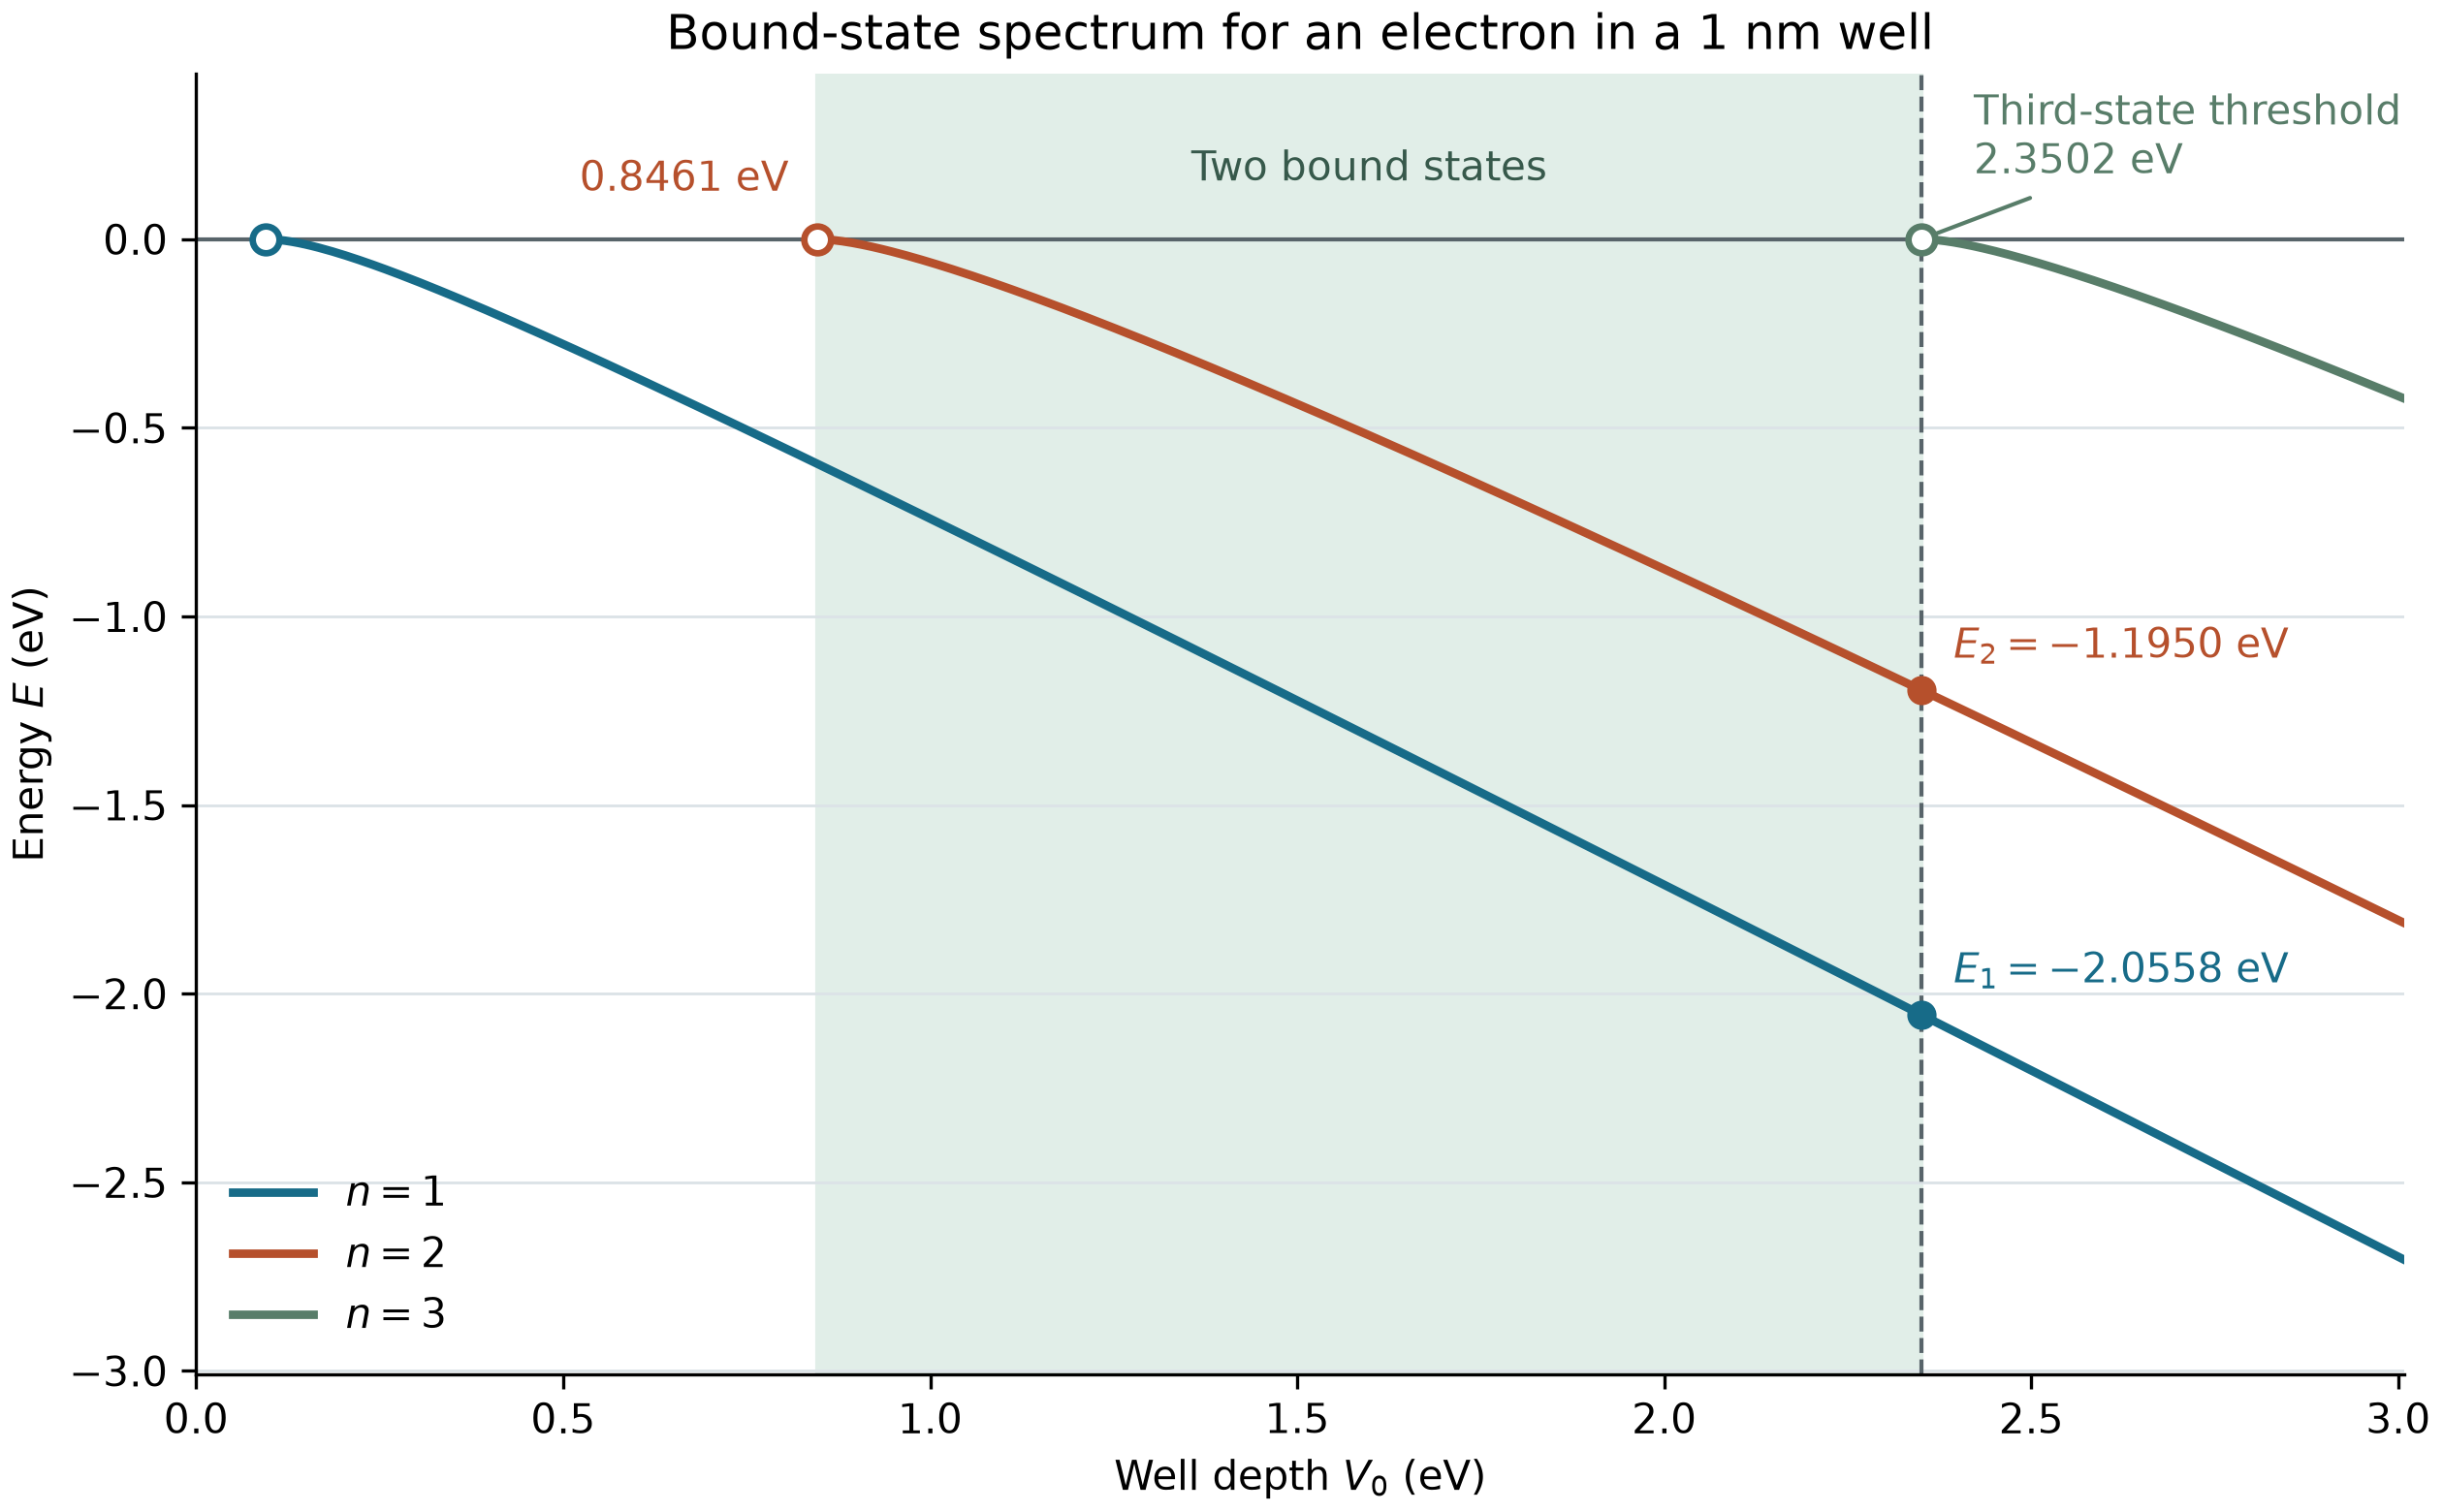 Bound-state spectrum for an electron in a 1 nm well
Third-state threshold
2.3502 eV
0.8461 eV
Two bound states
0.0
−0.5
−1.0
−1.5
−2.0
−2.5
−3.0
Energy E (eV)
E₂ = −1.1950 eV
E₁ = −2.0558 eV
n = 1
n = 2
n = 3
0.0 0.5 1.0 1.5 2.0 2.5 3.0
Well depth V₀ (eV)